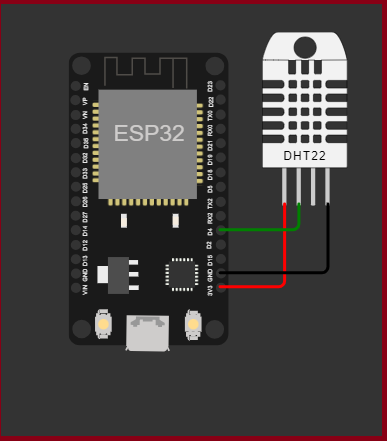 EN
VP
VN
D34
D35
D32
D33
D25
D26
D27
D14
D12
D13
GND
VIN
ESP32
D23
D22
TX0
RX0
D21
D19
D18
D5
TX2
RX2
D4
D2
D15
GND
3V3
DHT22